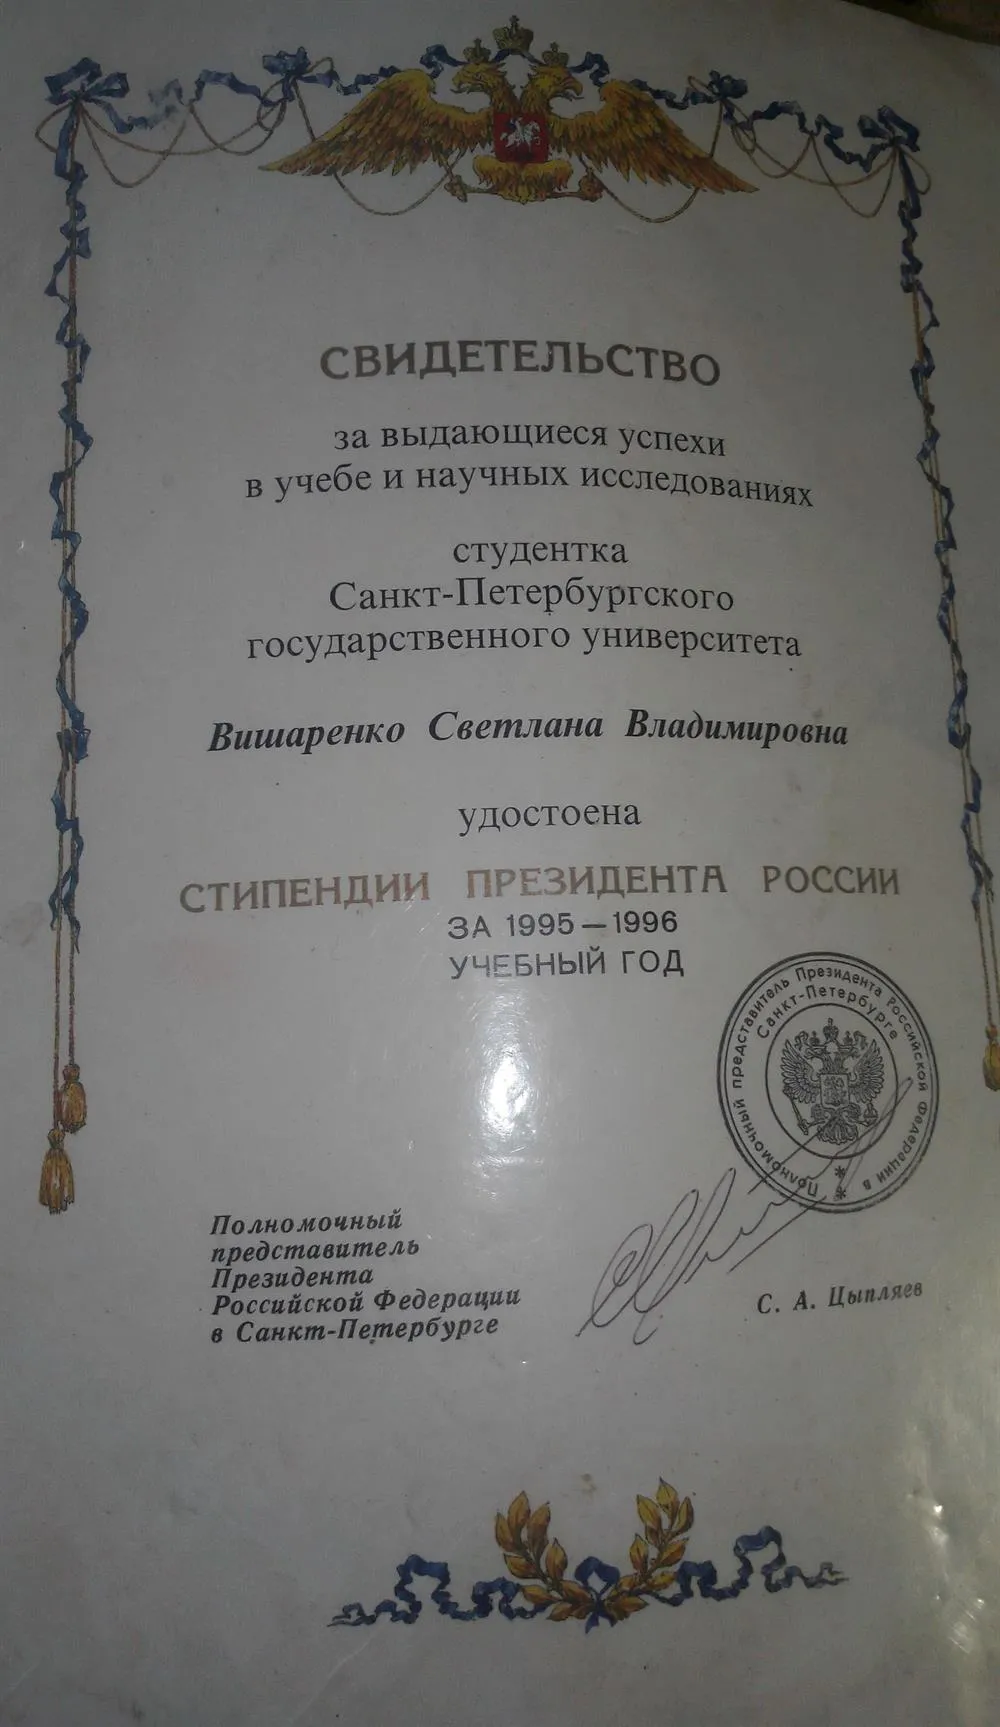 СВИДЕТЕЛЬСТВО
за выдающиеся успехи
в учебе и научных исследованиях
студентка
Санкт-Петербургского
государственного университета
Вишаренко Светлана Владимировна
удостоена
СТИПЕНДИИ ПРЕЗИДЕНТА РОССИИ
ЗА 1995—1996
УЧЕБНЫЙ ГОД
Полномочный представитель Президента Российской Федерации в
Санкт-Петербурге
Полномочный
представитель
Президента
Российской Федерации
в Санкт-Петербурге
С. А. Цыпляев